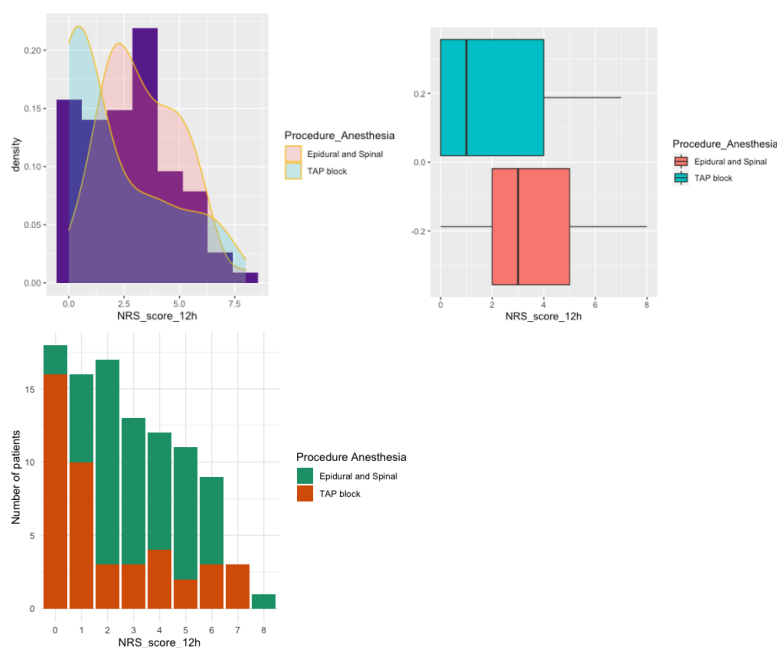 0.20
0.15
0.10
0.05
0.00
density
0.0 2.5 5.0 7.5
NRS_score_12h
Procedure_Anesthesia
Epidural and Spinal
TAP block
0.2
0.0
-0.2
0 2 4 6 8
NRS_score_12h
Procedure_Anesthesia
Epidural and Spinal
TAP block
15
10
5
0
Number of patients
0 1 2 3 4 5 6 7 8
NRS_score_12h
Procedure Anesthesia
Epidural and Spinal
TAP block